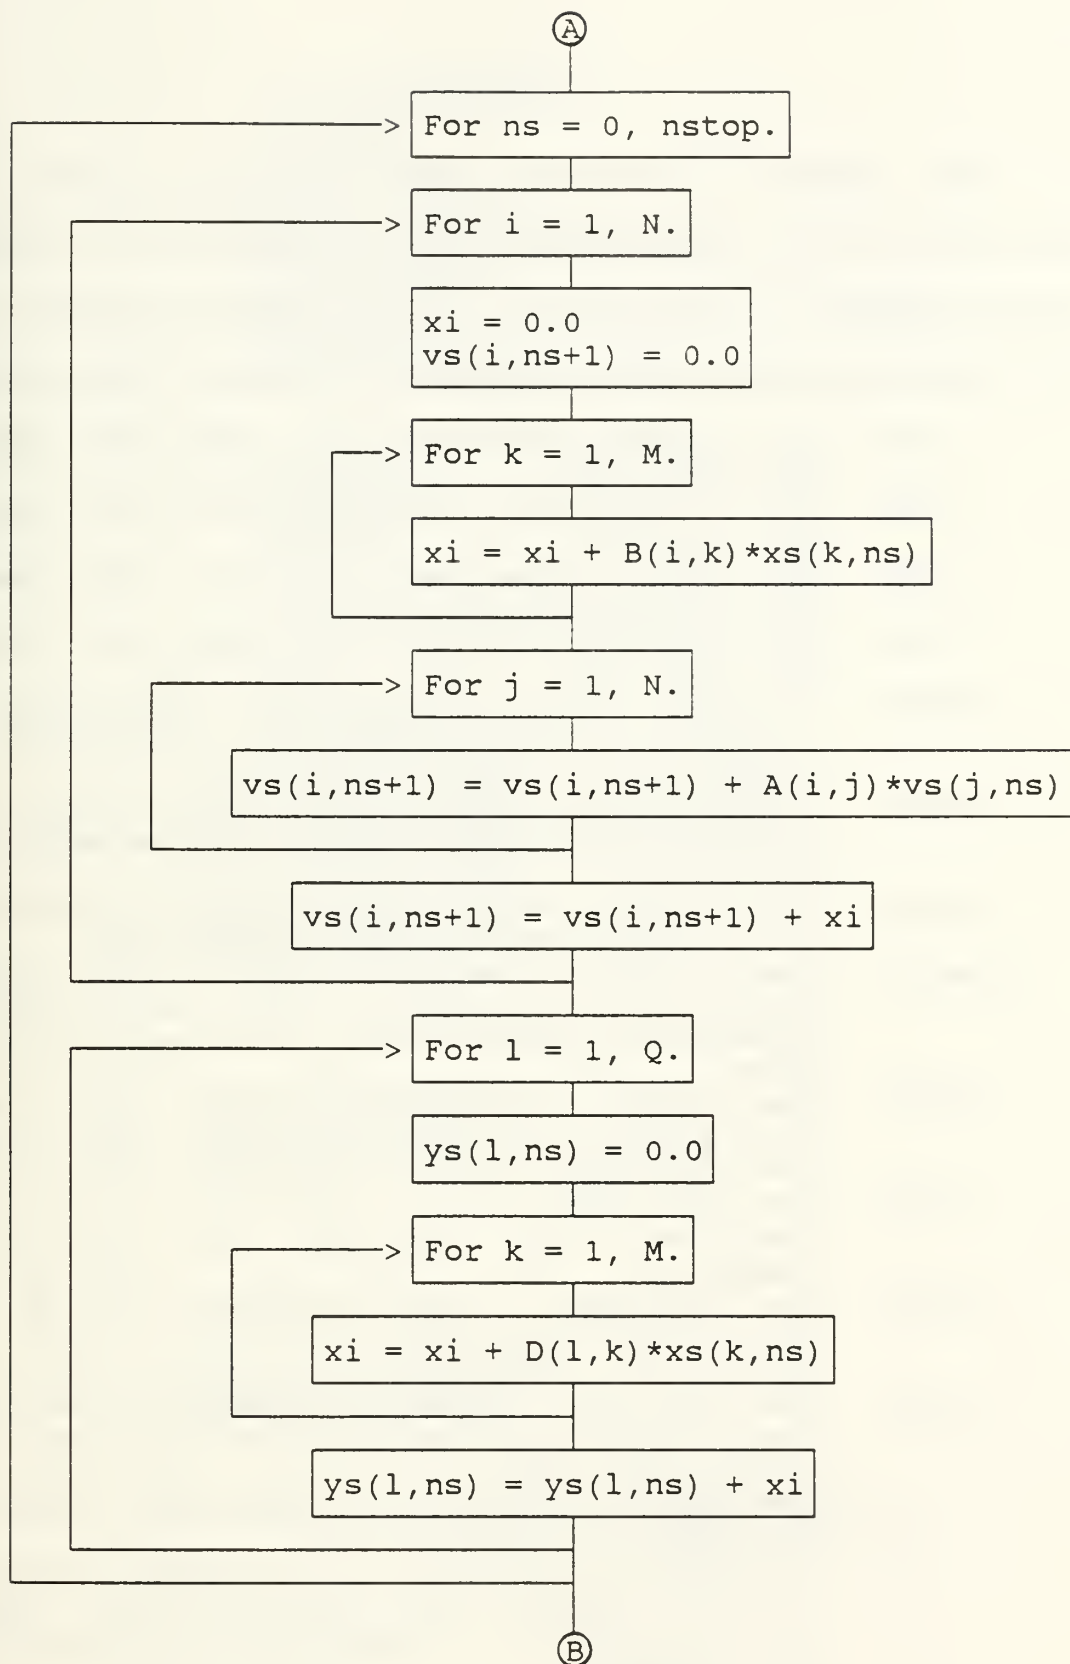 A
For ns = 0, nstop.
For i = 1, N.
xi = 0.0
vs(i,ns+1) = 0.0
For k = 1, M.
xi = xi + B(i,k)*xs(k,ns)
For j = 1, N.
vs(i,ns+1) = vs(i,ns+1) + A(i,j)*vs(j,ns)
vs(i,ns+1) = vs(i,ns+1) + xi
For l = 1, Q.
ys(l,ns) = 0.0
For k = 1, M.
xi = xi + D(l,k)*xs(k,ns)
ys(l,ns) = ys(l,ns) + xi
B